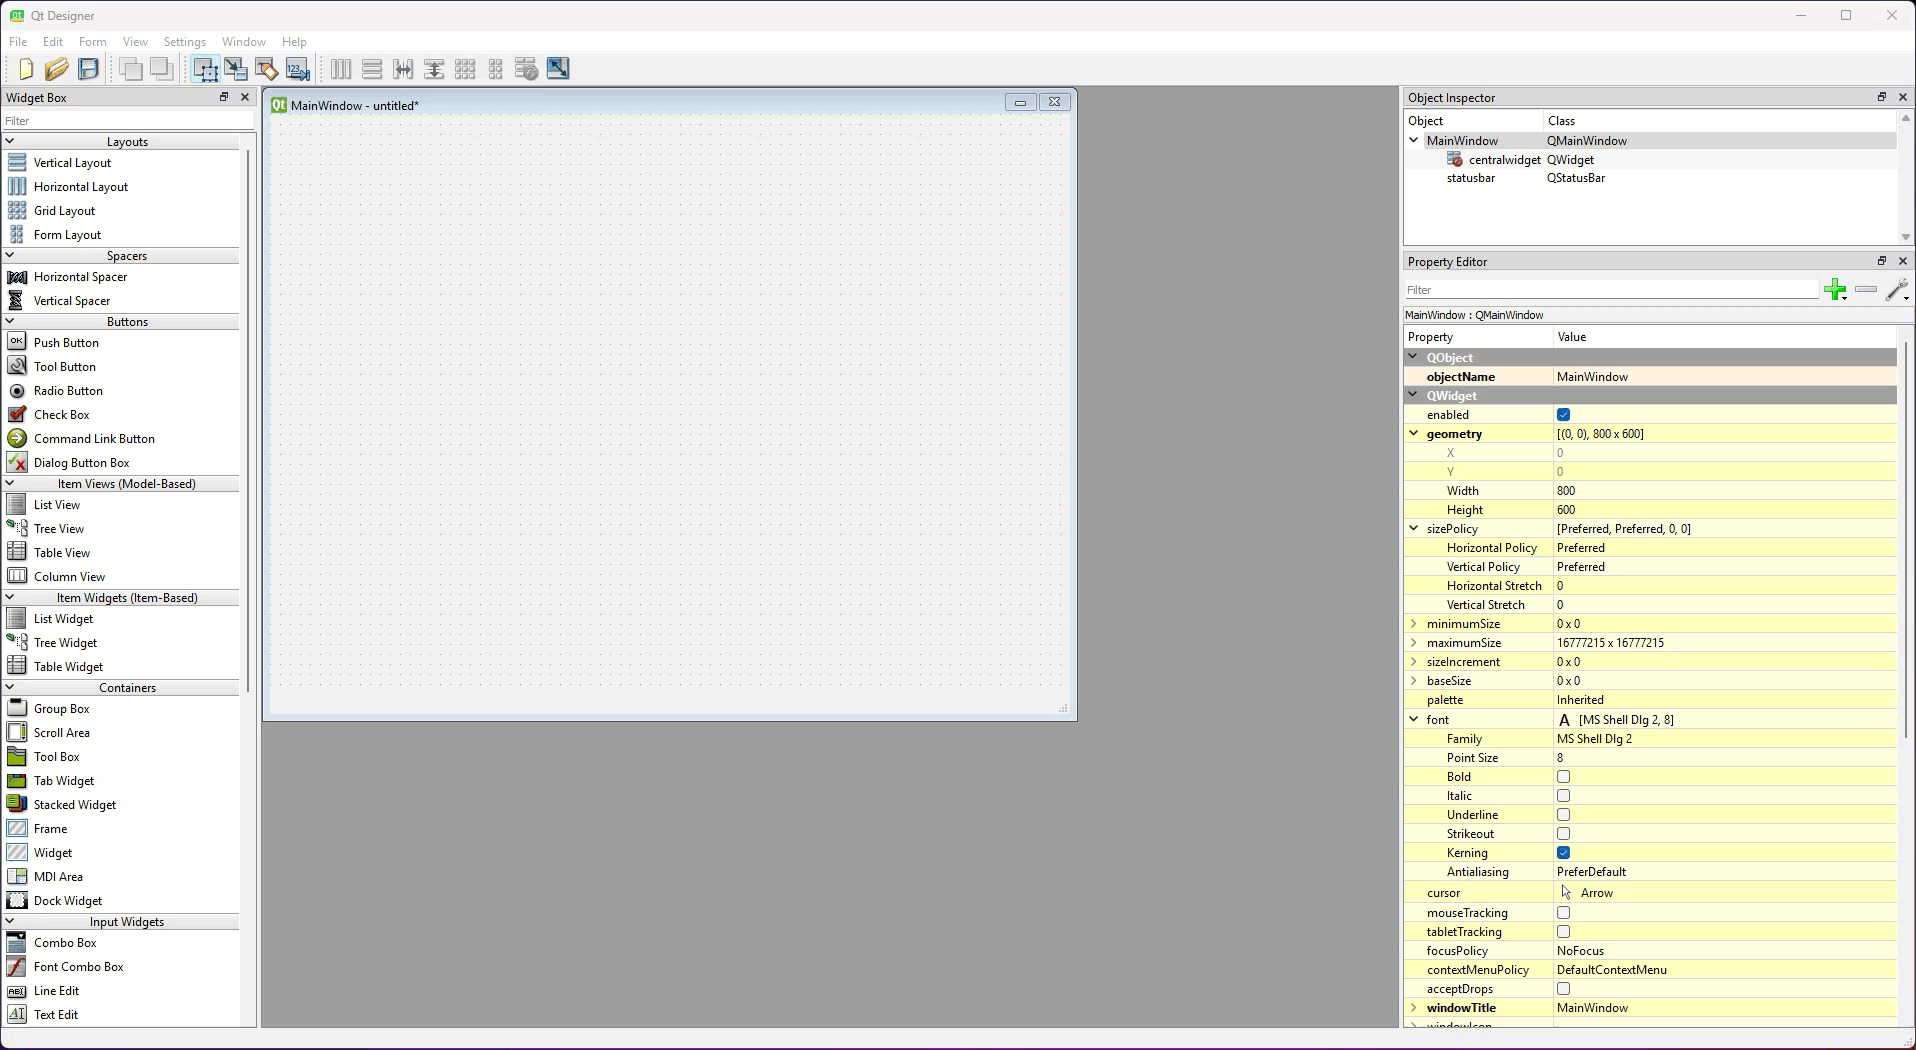 Qt Designer
File Edit Form View Settings Window Help
Widget Box
Filter
Layouts
Vertical Layout
Horizontal Layout
Grid Layout
Form Layout
Spacers
Horizontal Spacer
Vertical Spacer
Buttons
Push Button
Tool Button
Radio Button
Check Box
Command Link Button
Dialog Button Box
Item Views (Model-Based)
List View
Tree View
Table View
Column View
Item Widgets (Item-Based)
List Widget
Tree Widget
Table Widget
Containers
Group Box
Scroll Area
Tool Box
Tab Widget
Stacked Widget
Frame
Widget
MDI Area
Dock Widget
Input Widgets
Combo Box
Font Combo Box
Line Edit
Text Edit
MainWindow - untitled*
Object Inspector
Object Class
MainWindow QMainWindow
centralwidget QWidget
statusbar QStatusBar
Property Editor
Filter
MainWindow : QMainWindow
Property Value
QObject
objectName MainWindow
QWidget
enabled
geometry [(0, 0), 800 x 600]
X 0
Y 0
Width 800
Height 600
sizePolicy [Preferred, Preferred, 0, 0]
Horizontal Policy Preferred
Vertical Policy Preferred
Horizontal Stretch 0
Vertical Stretch 0
minimumSize 0 x 0
maximumSize 16777215 x 16777215
sizeIncrement 0 x 0
baseSize 0 x 0
palette Inherited
font A [MS Shell Dlg 2, 8]
Family MS Shell Dlg 2
Point Size 8
Bold
Italic
Underline
Strikeout
Kerning
Antialiasing PreferDefault
cursor Arrow
mouseTracking
tabletTracking
focusPolicy NoFocus
contextMenuPolicy DefaultContextMenu
acceptDrops
windowTitle MainWindow
windowIcon